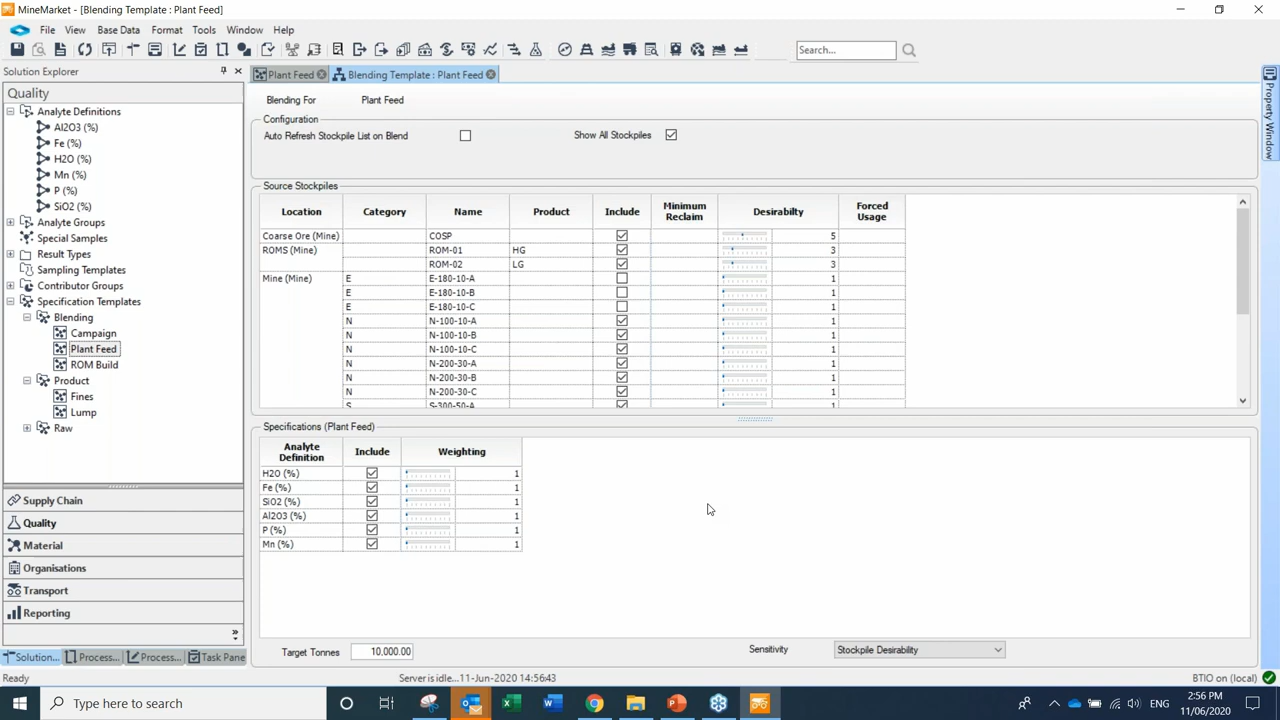 MineMarket - [Blending Template : Plant Feed]
File View Base Data Format Tools Window Help
Search...
Solution Explorer
Quality
Analyte Definitions
Al2O3 (%)
Fe (%)
H2O (%)
Mn (%)
P (%)
SiO2 (%)
Analyte Groups
Special Samples
Result Types
Sampling Templates
Contributor Groups
Specification Templates
Blending
Campaign
Plant Feed
ROM Build
Product
Fines
Lump
Raw
Supply Chain
Quality
Material
Organisations
Transport
Reporting
Solution... Process... Process... Task Pane
Plant Feed Blending Template : Plant Feed
Blending For Plant Feed
Configuration
Auto Refresh Stockpile List on Blend Show All Stockpiles
Source Stockpiles
Location Category Name Product Include Minimum Reclaim Desirabilty Forced Usage
Coarse Ore (Mine) COSP 5
ROMS (Mine) ROM-01 HG 3
ROM-02 LG 3
Mine (Mine) E E-180-10-A 1
E E-180-10-B 1
E E-180-10-C 1
N N-100-10-A 1
N N-100-10-B 1
N N-100-10-C 1
N N-200-30-A 1
N N-200-30-B 1
N N-200-30-C 1
S S-300-50-A 1
Specifications (Plant Feed)
Analyte Definition Include Weighting
H2O (%) 1
Fe (%) 1
SiO2 (%) 1
Al2O3 (%) 1
P (%) 1
Mn (%) 1
Target Tonnes 10,000.00 Sensitivity Stockpile Desirability
Property Window
Ready Server is idle...11-Jun-2020 14:56:43 BTIO on (local)
Type here to search
ENG
2:56 PM
11/06/2020